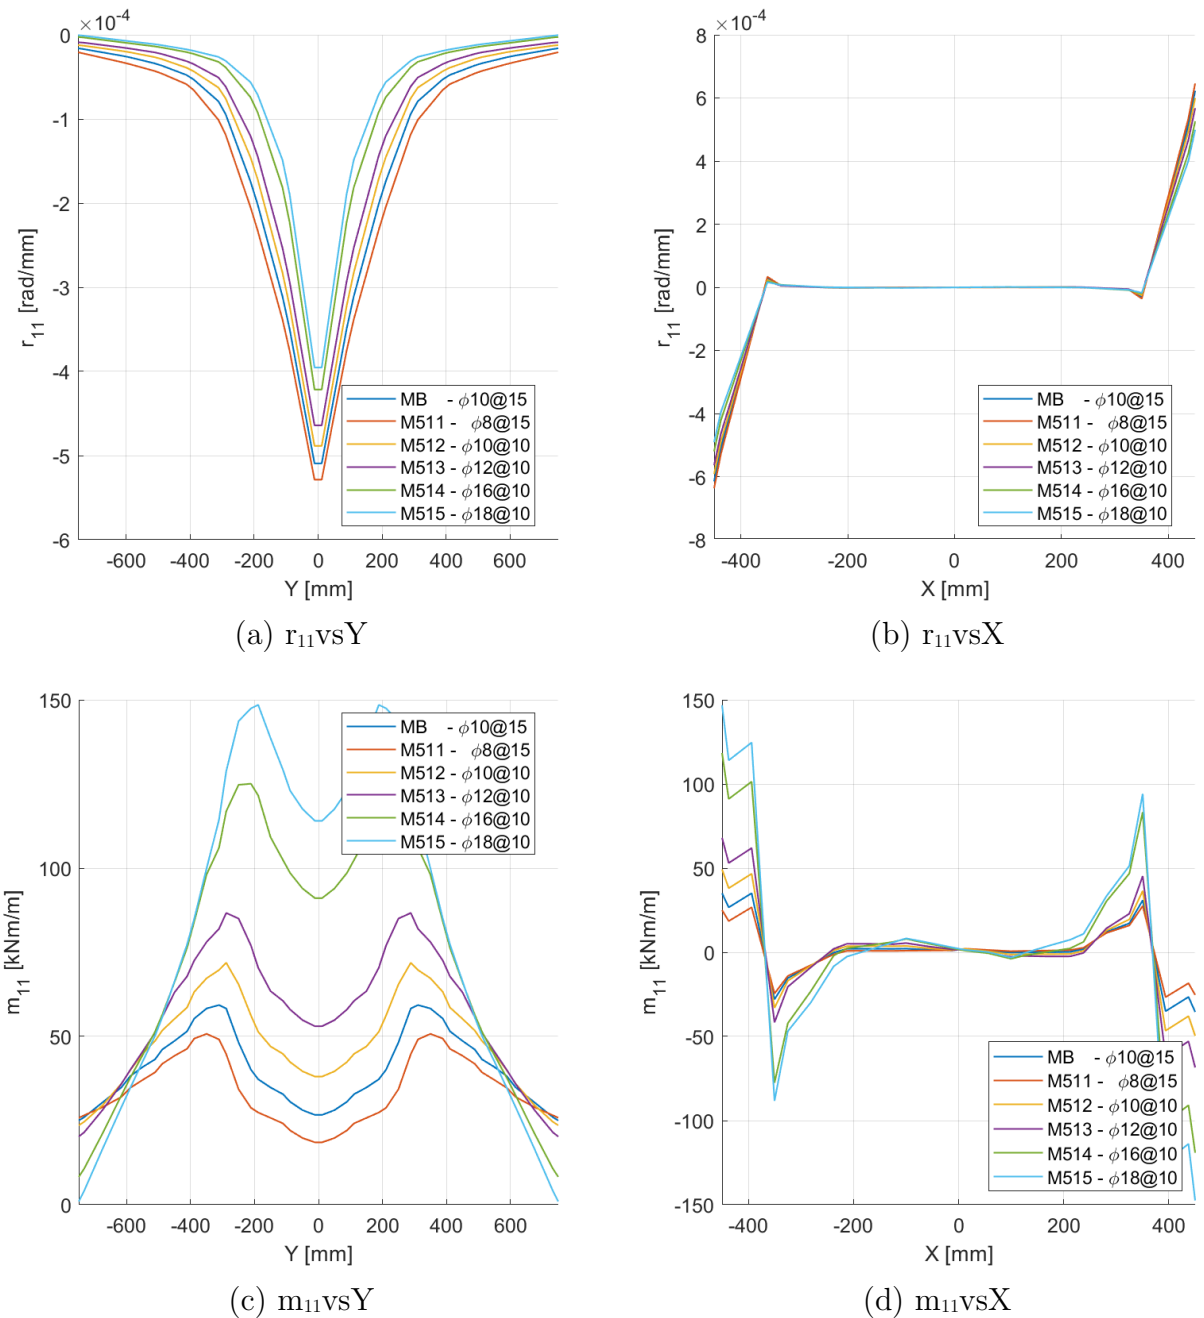 ×10⁻⁴
0
-1
-2
-3
-4
-5
-6
r₁₁ [rad/mm]
-600 -400 -200 0 200 400 600
Y [mm]
MB - ϕ10@15
M511 - ϕ8@15
M512 - ϕ10@10
M513 - ϕ12@10
M514 - ϕ16@10
M515 - ϕ18@10
(a) r₁₁vsY
×10⁻⁴
8
6
4
2
0
-2
-4
-6
-8
r₁₁ [rad/mm]
-400 -200 0 200 400
X [mm]
MB - ϕ10@15
M511 - ϕ8@15
M512 - ϕ10@10
M513 - ϕ12@10
M514 - ϕ16@10
M515 - ϕ18@10
(b) r₁₁vsX
150
100
50
0
m₁₁ [kNm/m]
-600 -400 -200 0 200 400 600
Y [mm]
MB - ϕ10@15
M511 - ϕ8@15
M512 - ϕ10@10
M513 - ϕ12@10
M514 - ϕ16@10
M515 - ϕ18@10
(c) m₁₁vsY
150
100
50
0
-50
-100
-150
m₁₁ [kNm/m]
-400 -200 0 200 400
X [mm]
MB - ϕ10@15
M511 - ϕ8@15
M512 - ϕ10@10
M513 - ϕ12@10
M514 - ϕ16@10
M515 - ϕ18@10
(d) m₁₁vsX